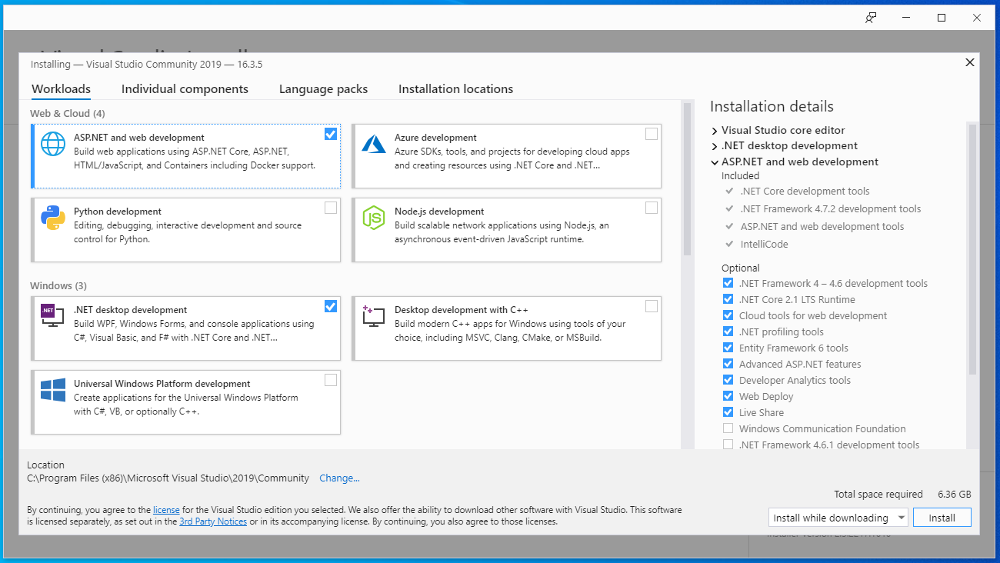 Installing — Visual Studio Community 2019 — 16.3.5
Workloads
Individual components
Language packs
Installation locations
Web & Cloud (4)
ASP.NET and web development
Build web applications using ASP.NET Core, ASP.NET,
HTML/JavaScript, and Containers including Docker support.
Azure development
Azure SDKs, tools, and projects for developing cloud apps
and creating resources using .NET Core and .NET...
Python development
Editing, debugging, interactive development and source
control for Python.
JS
Node.js development
Build scalable network applications using Node.js, an
asynchronous event-driven JavaScript runtime.
Windows (3)
.NET
.NET desktop development
Build WPF, Windows Forms, and console applications using
C#, Visual Basic, and F# with .NET Core and .NET...
Desktop development with C++
Build modern C++ apps for Windows using tools of your
choice, including MSVC, Clang, CMake, or MSBuild.
Universal Windows Platform development
Create applications for the Universal Windows Platform
with C#, VB, or optionally C++.
Installation details
Visual Studio core editor
.NET desktop development
ASP.NET and web development
Included
.NET Core development tools
.NET Framework 4.7.2 development tools
ASP.NET and web development tools
IntelliCode
Optional
.NET Framework 4 – 4.6 development tools
.NET Core 2.1 LTS Runtime
Cloud tools for web development
.NET profiling tools
Entity Framework 6 tools
Advanced ASP.NET features
Developer Analytics tools
Web Deploy
Live Share
Windows Communication Foundation
.NET Framework 4.6.1 development tools
Location
C:\Program Files (x86)\Microsoft Visual Studio\2019\Community
Change...
Total space required 6.36 GB
By continuing, you agree to the license for the Visual Studio edition you selected. We also offer the ability to download other software with Visual Studio. This software
is licensed separately, as set out in the 3rd Party Notices or in its accompanying license. By continuing, you also agree to those licenses.
Install while downloading
Install